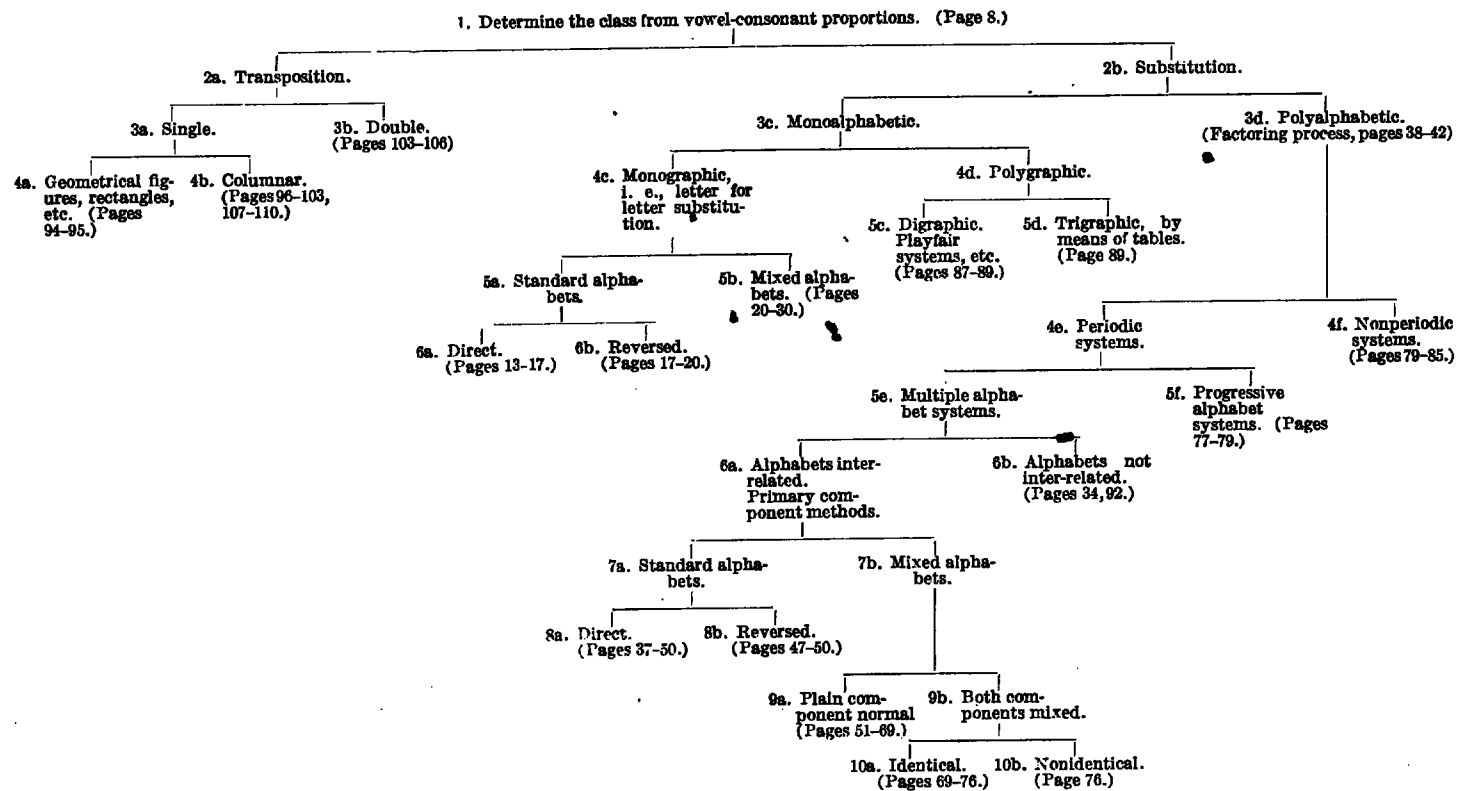 1. Determine the class from vowel-consonant proportions. (Page 8.)
2a. Transposition.
2b. Substitution.
3a. Single.
3b. Double.
(Pages 103–106)
3c. Monoalphabetic.
3d. Polyalphabetic.
(Factoring process, pages 38–42)
4a. Geometrical fig-
ures, rectangles,
etc. (Pages
94–95.)
4b. Columnar.
(Pages 96–103,
107–110.)
4c. Monographic,
i. e., letter for
letter substitu-
tion.
4d. Polygraphic.
5c. Digraphic.
Playfair
systems, etc.
(Pages 87–89.)
5d. Trigraphic, by
means of tables.
(Page 89.)
5a. Standard alpha-
bets.
5b. Mixed alpha-
bets. (Pages
20–30.)
6a. Direct.
(Pages 13–17.)
6b. Reversed.
(Pages 17–20.)
4e. Periodic
systems.
4f. Nonperiodic
systems.
(Pages 79–85.)
5e. Multiple alpha-
bet systems.
5f. Progressive
alphabet
systems. (Pages
77–79.)
6a. Alphabets inter-
related.
Primary com-
ponent methods.
6b. Alphabets not
inter-related.
(Pages 34, 92.)
7a. Standard alpha-
bets.
7b. Mixed alpha-
bets.
8a. Direct.
(Pages 37–50.)
8b. Reversed.
(Pages 47–50.)
9a. Plain com-
ponent normal
(Pages 51–69.)
9b. Both com-
ponents mixed.
10a. Identical.
(Pages 69–76.)
10b. Nonidentical.
(Page 76.)